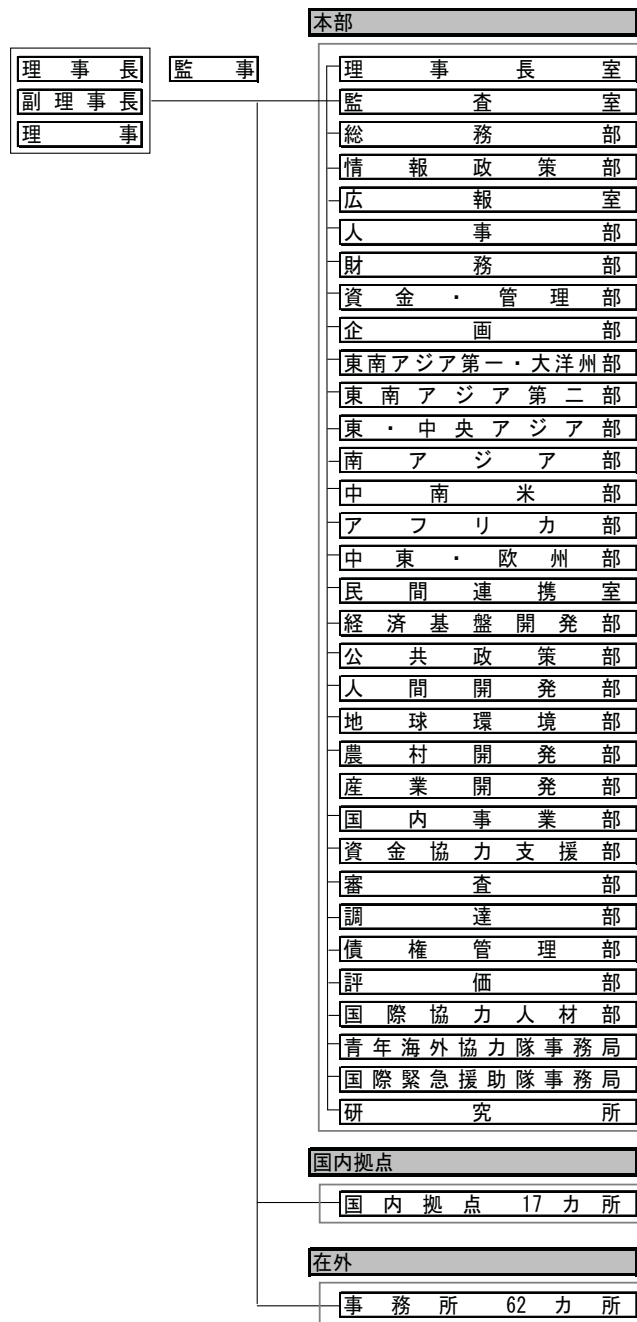 本部
理事長
監事
副理事長
理事
理事長室
監査室
総務部
情報政策部
広報室
人事部
財務部
資金・管理部
企画部
東南アジア第一・大洋州部
東南アジア第二部
東・中央アジア部
南アジア部
中南米部
アフリカ部
中東・欧州部
民間連携室
経済基盤開発部
公共政策部
人間開発部
地球環境部
農村開発部
産業開発部
国内事業部
資金協力支援部
審査部
調達部
債権管理部
評価部
国際協力人材部
青年海外協力隊事務局
国際緊急援助隊事務局
研究所
国内拠点
国内拠点 17カ所
在外
事務所 62カ所